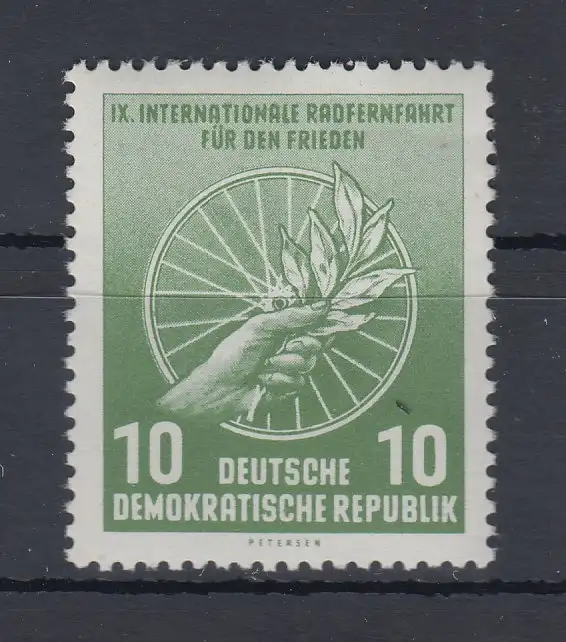 IX. INTERNATIONALE RADFERNFAHRT
FÜR DEN FRIEDEN
10 10
DEUTSCHE
DEMOKRATISCHE REPUBLIK
PETERSEN